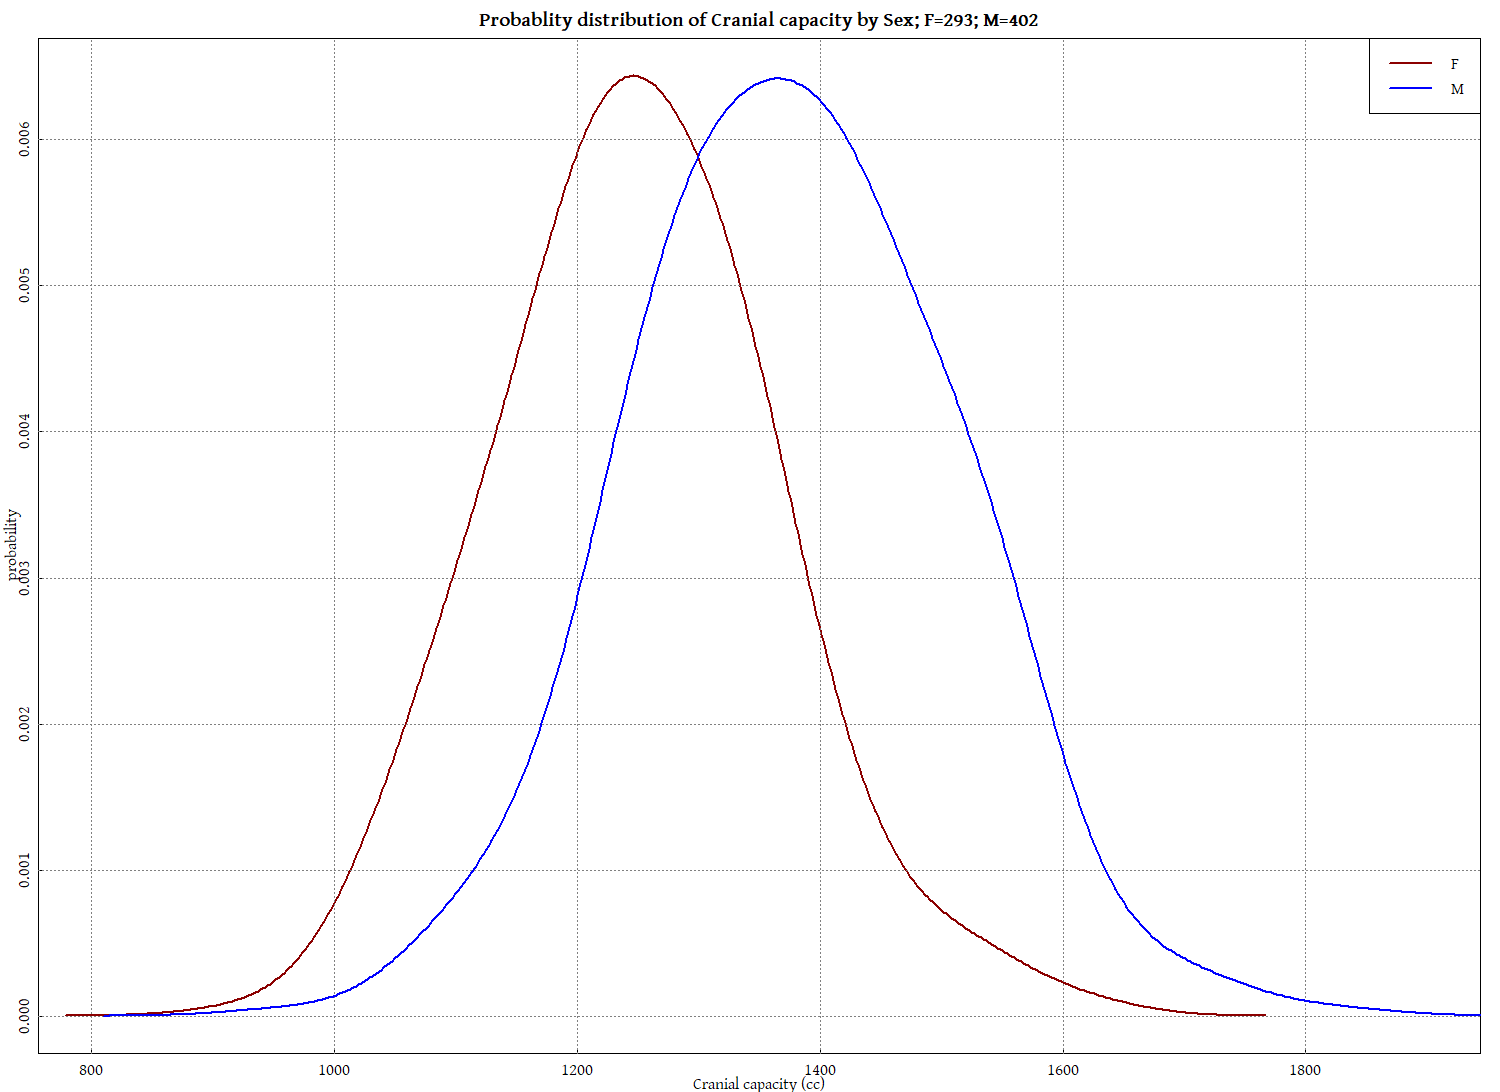 Probablity distribution of Cranial capacity by Sex; F=293; M=402
F
M
0.006
0.005
0.004
0.003
0.002
0.001
0.000
probability
800 1000 1200 1400 1600 1800
Cranial capacity (cc)